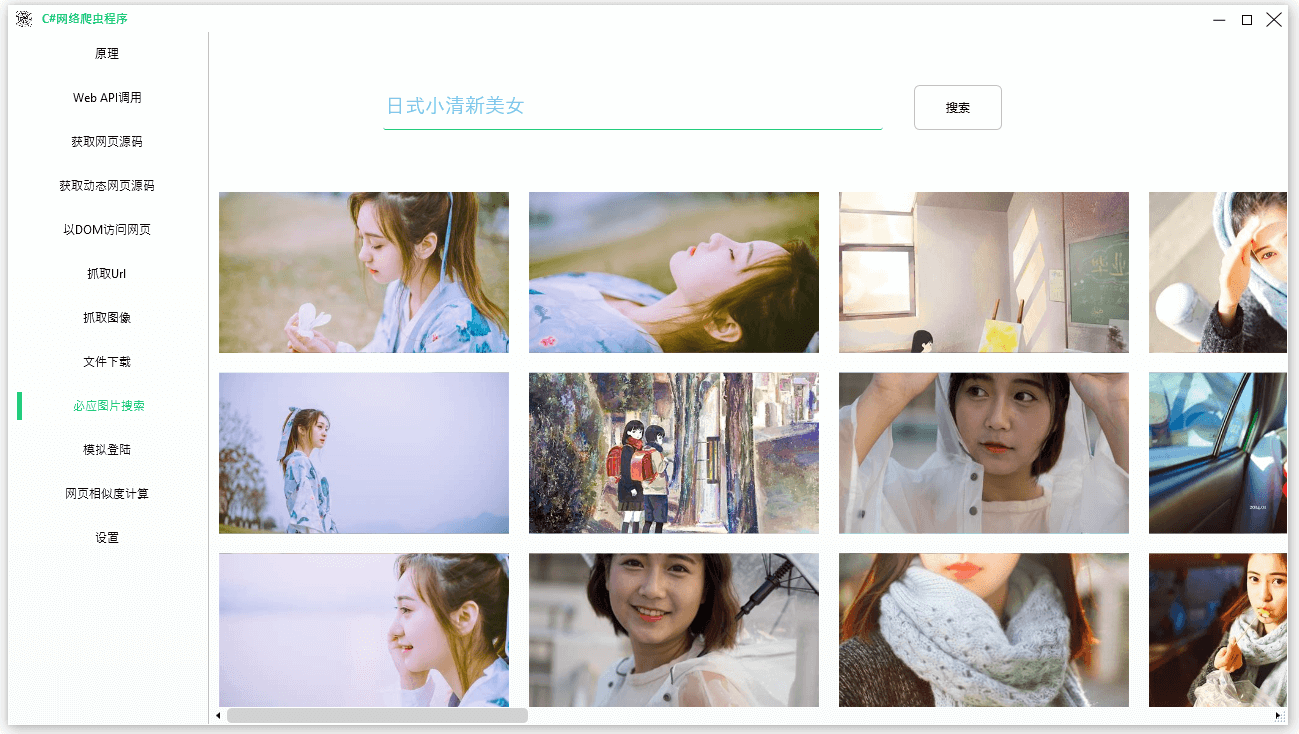 C#网络爬虫程序
原理
Web API调用
获取网页源码
获取动态网页源码
以DOM访问网页
抓取Url
抓取图像
文件下载
必应图片搜索
模拟登陆
网页相似度计算
设置
日式小清新美女
搜索
毕业